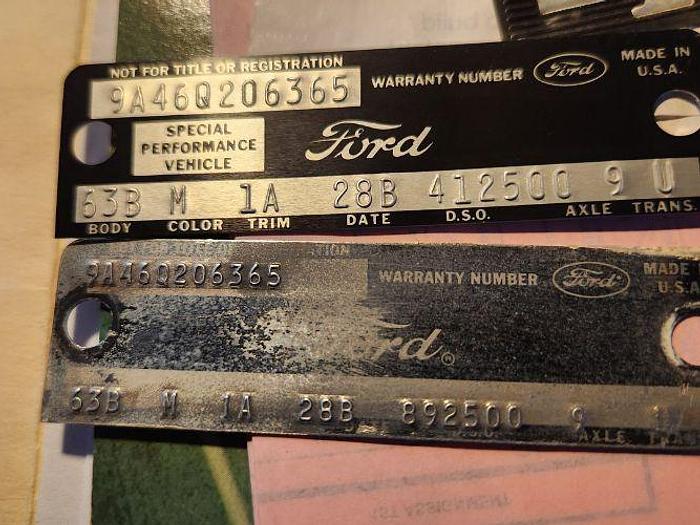 NOT FOR TITLE OR REGISTRATION
9A46Q206365
WARRANTY NUMBER
Ford
MADE IN
U.S.A.
SPECIAL
PERFORMANCE
VEHICLE
Ford
63B M 1A 28B 412500 9 U
BODY COLOR TRIM DATE D.S.O. AXLE TRANS.
9A46Q206365
WARRANTY NUMBER
Ford
MADE
U.S.A
63B M 1A 28B 892500 9
D.S.O. AXLE